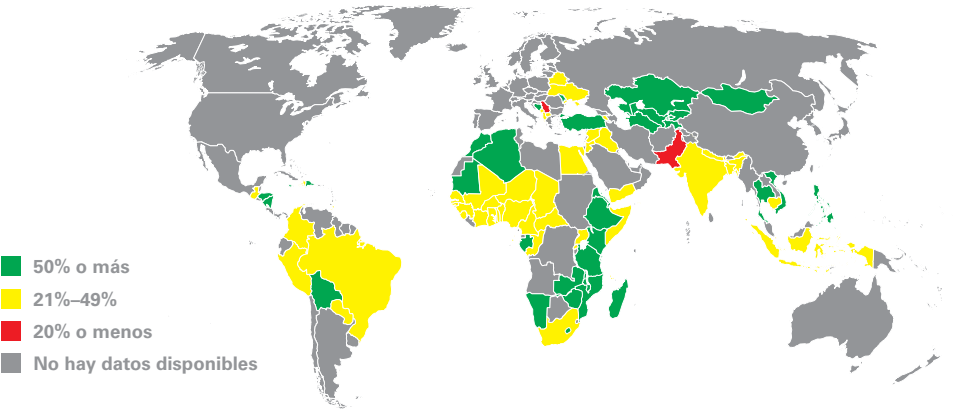 50% o más
21%–49%
20% o menos
No hay datos disponibles